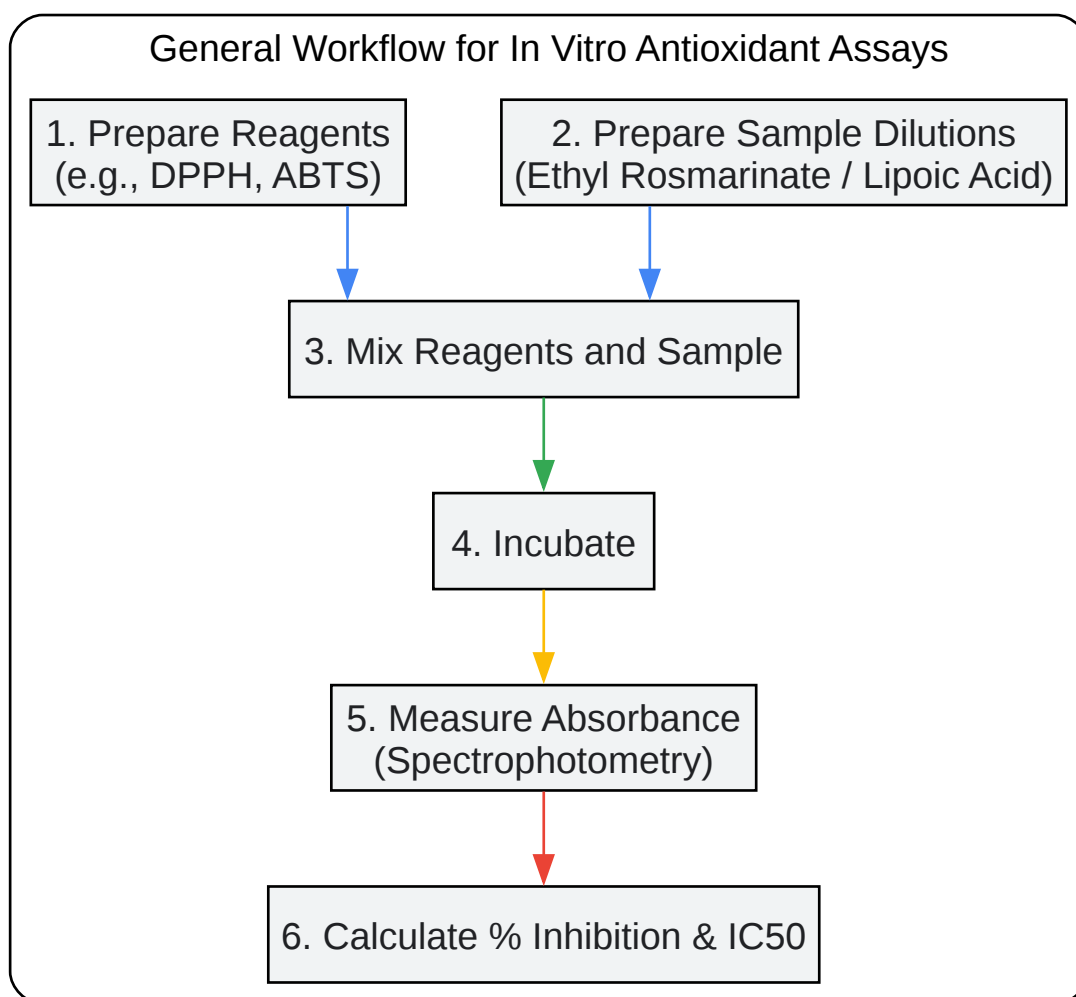 General Workflow for In Vitro Antioxidant Assays
1. Prepare Reagents
(e.g., DPPH, ABTS)
2. Prepare Sample Dilutions
(Ethyl Rosmarinate / Lipoic Acid)
3. Mix Reagents and Sample
4. Incubate
5. Measure Absorbance
(Spectrophotometry)
6. Calculate % Inhibition & IC50